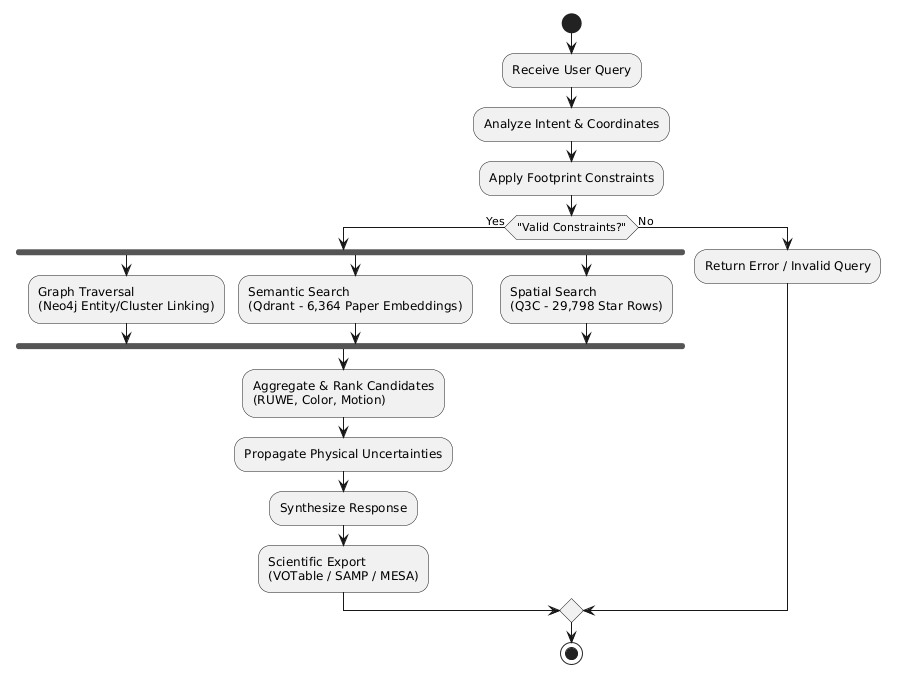 Receive User Query
Analyze Intent & Coordinates
Apply Footprint Constraints
Yes
"Valid Constraints?"
No
Return Error / Invalid Query
Graph Traversal
(Neo4j Entity/Cluster Linking)
Semantic Search
(Qdrant - 6,364 Paper Embeddings)
Spatial Search
(Q3C - 29,798 Star Rows)
Aggregate & Rank Candidates
(RUWE, Color, Motion)
Propagate Physical Uncertainties
Synthesize Response
Scientific Export
(VOTable / SAMP / MESA)